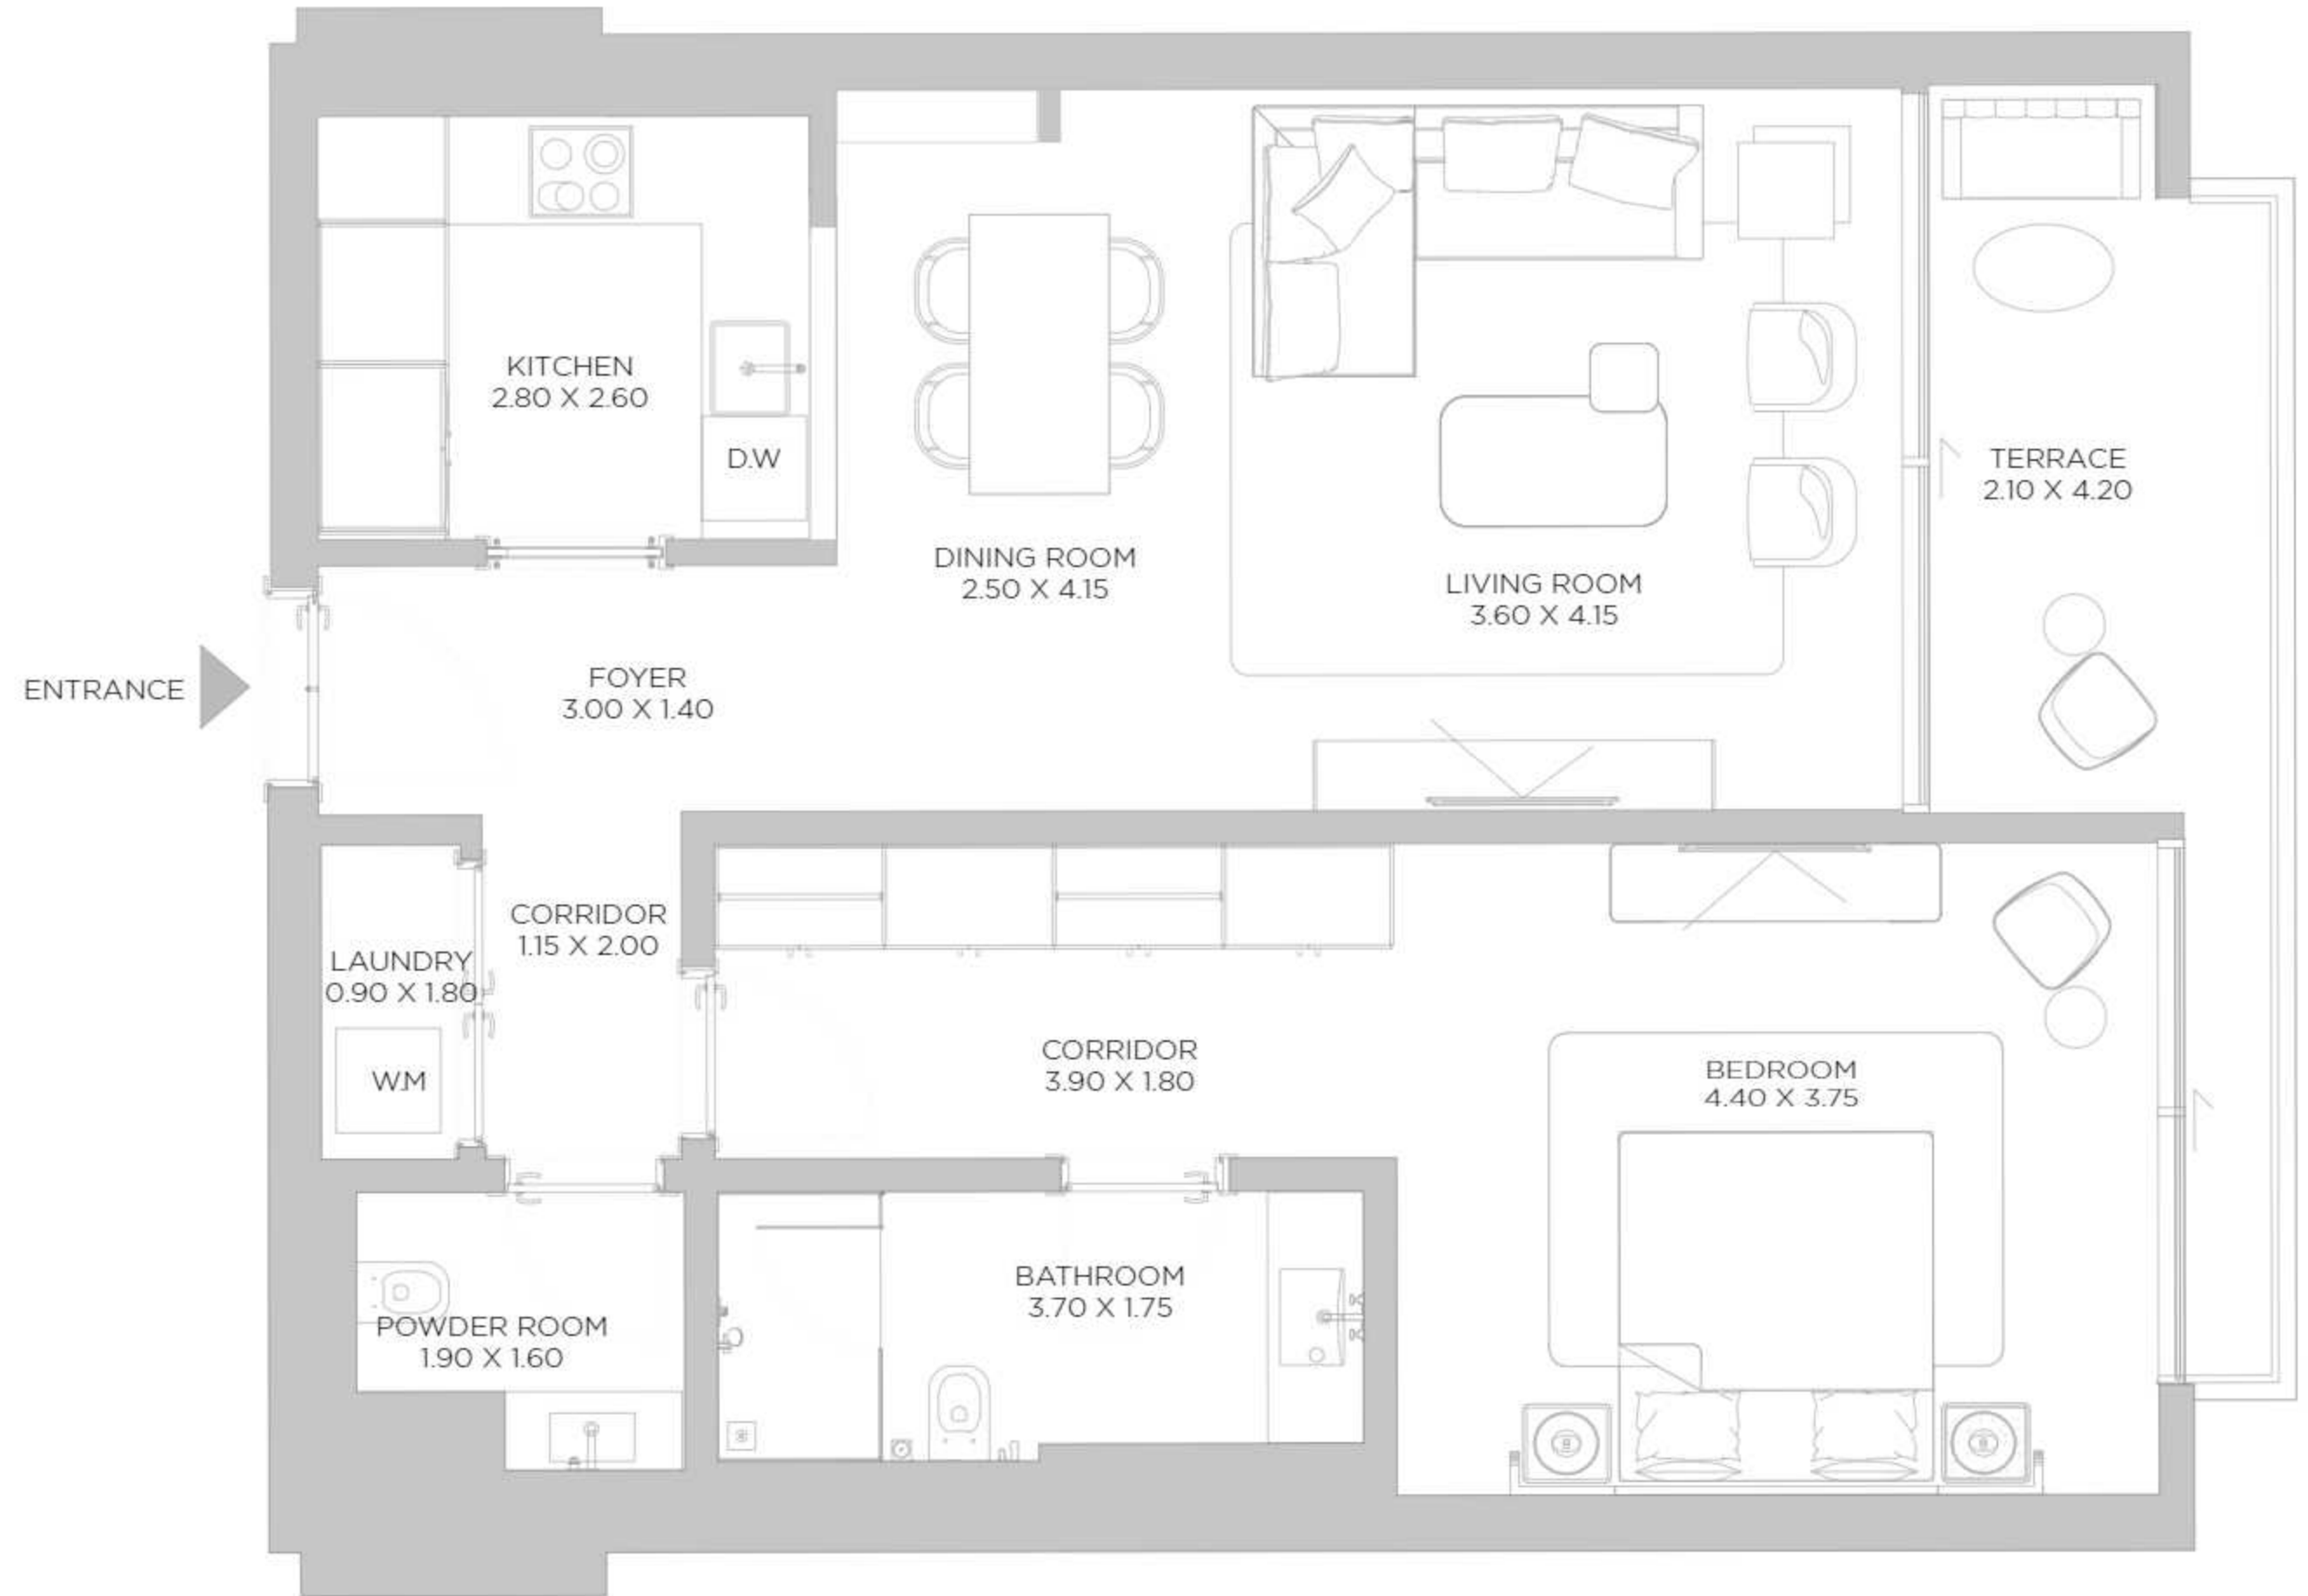 KITCHEN
2.80 X 2.60
D.W
DINING ROOM
2.50 X 4.15
LIVING ROOM
3.60 X 4.15
TERRACE
2.10 X 4.20
ENTRANCE
FOYER
3.00 X 1.40
CORRIDOR
1.15 X 2.00
LAUNDRY
0.90 X 1.80
W.M
CORRIDOR
3.90 X 1.80
BEDROOM
4.40 X 3.75
POWDER ROOM
1.90 X 1.60
BATHROOM
3.70 X 1.75